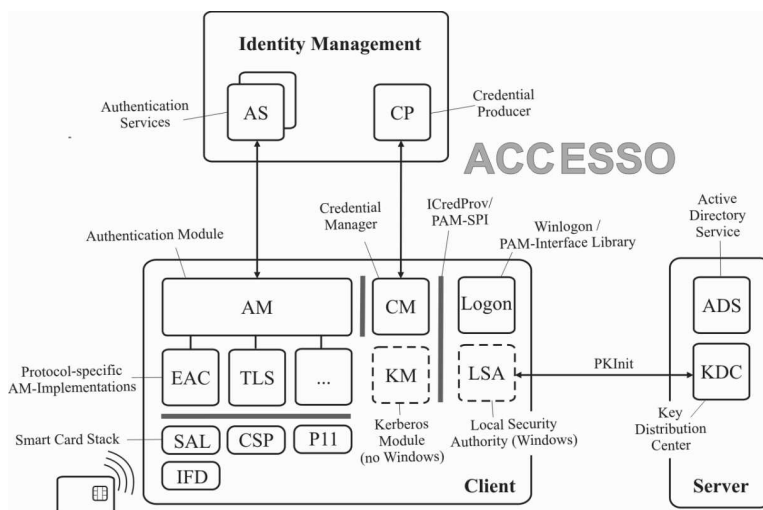 Identity Management
Authentication
Services
AS
CP
Credential
Producer
ACCESSO
Authentication Module
Credential
Manager
ICredProv/
PAM-SPI
Winlogon /
PAM-Interface Library
Active
Directory
Service
AM
CM
Logon
ADS
Protocol-specific
AM-Implementations
EAC
TLS
...
KM
LSA
PKInit
KDC
Smart Card Stack
SAL
CSP
P11
IFD
Kerberos
Module
(no Windows)
Local Security
Authority (Windows)
Key
Distribution
Center
Client
Server